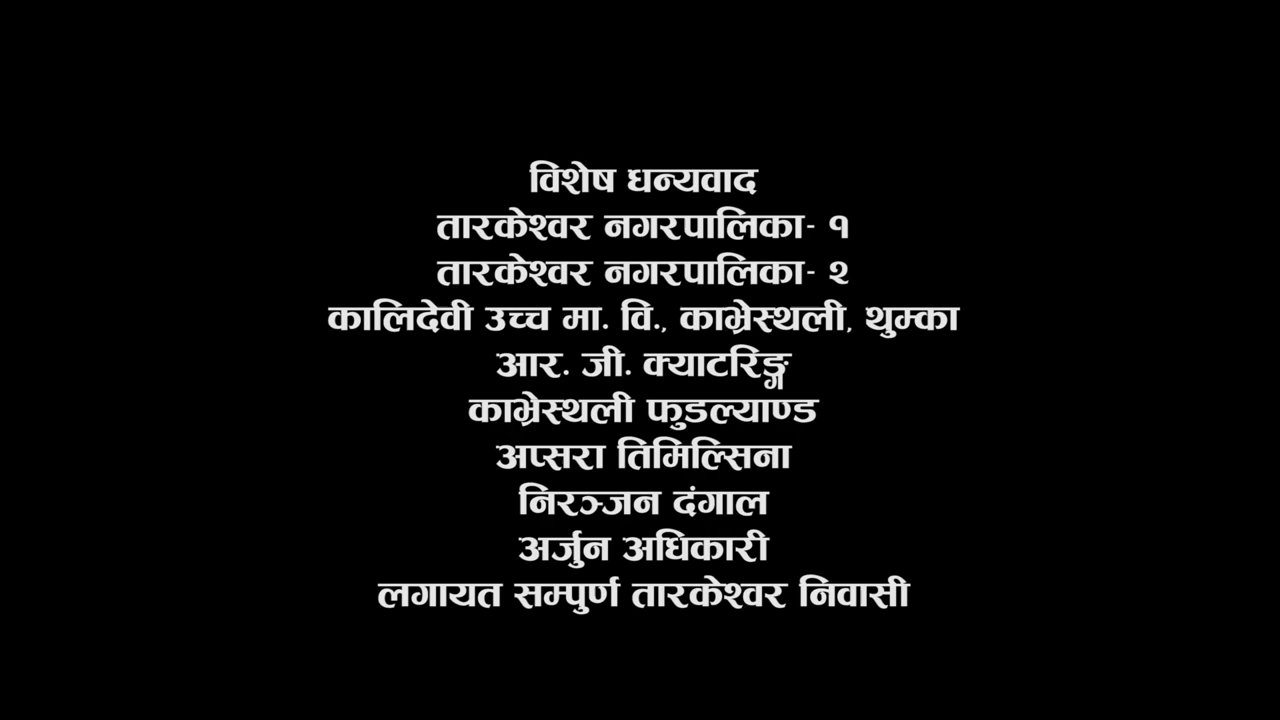 विशेष धन्यवाद
तारकेश्वर नगरपालिका- १
तारकेश्वर नगरपालिका- २
कालिदेवी उच्च मा. वि., काभ्रेस्थली, थुम्का
आर. जी. क्याटरिङ्ग
काभ्रेस्थली फुडल्याण्ड
अप्सरा तिमिल्सिना
निरञ्जन दंगाल
अर्जुन अधिकारी
लगायत सम्पुर्ण तारकेश्वर निवासी